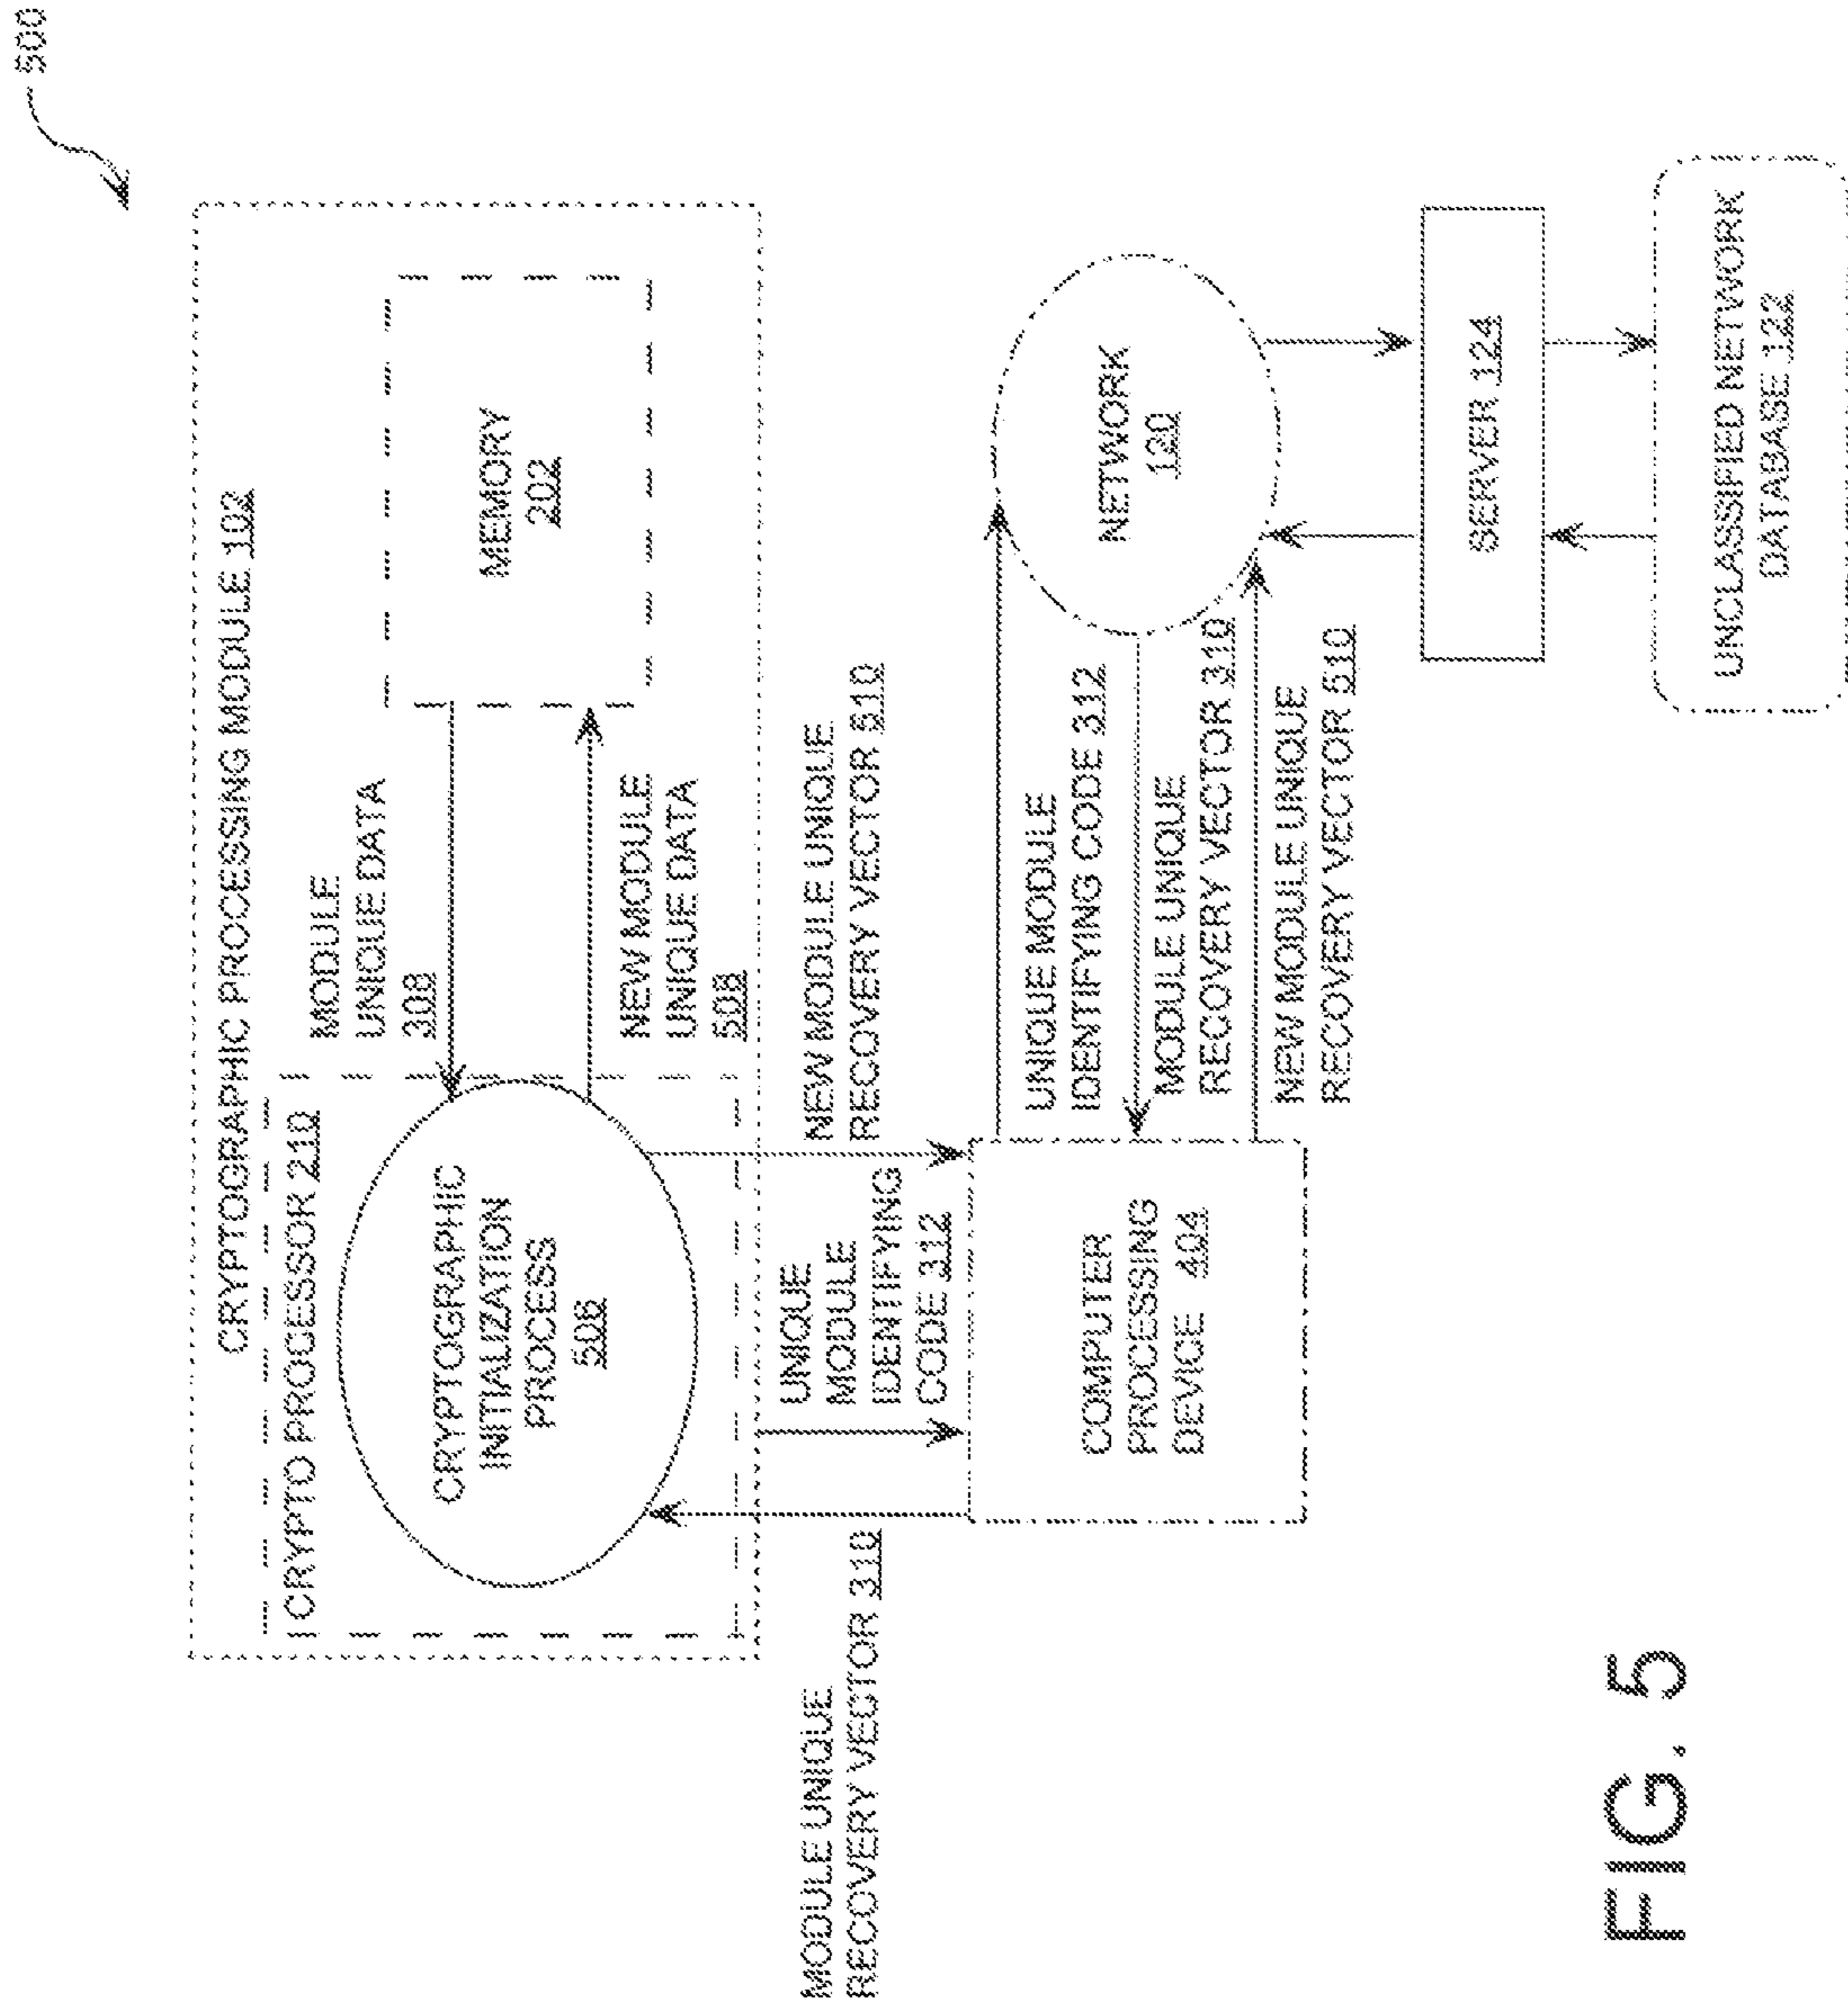 500
CRYPTOGRAPHIC PROCESSING MODULE 102
CRYPTO PROCESSOR 210
CRYPTOGRAPHIC
INITIALIZATION
PROCESS
506
MODULE
UNIQUE DATA
308
NEW MODULE
UNIQUE DATA
508
MEMORY
202
MODULE UNIQUE
RECOVERY VECTOR 310
UNIQUE
MODULE
IDENTIFYING
CODE 312
NEW MODULE UNIQUE
RECOVERY VECTOR 510
COMPUTER
PROCESSING
DEVICE 404
UNIQUE MODULE
IDENTIFYING CODE 312
MODULE UNIQUE
RECOVERY VECTOR 310
NEW MODULE UNIQUE
RECOVERY VECTOR 510
NETWORK
120
SERVER 124
UNCLASSIFIED NETWORK
DATABASE 122
FIG. 5